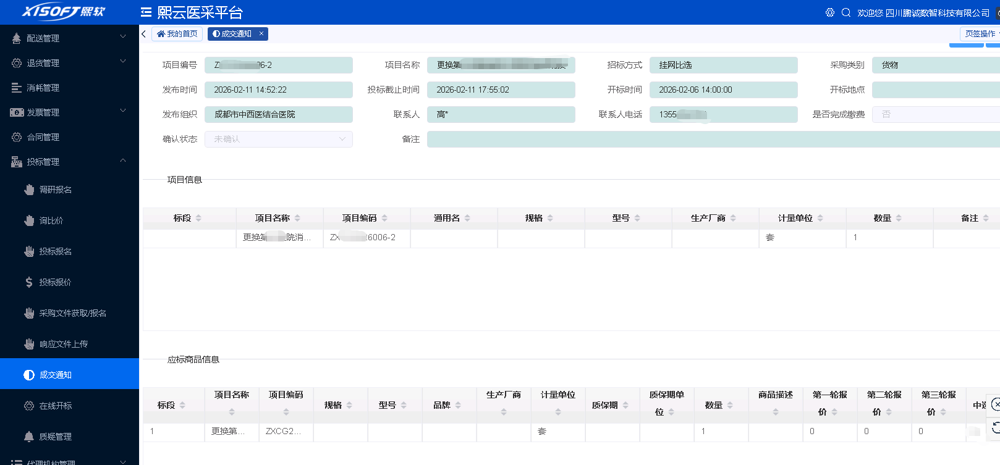 XISOFT熙软
熙云医采平台
欢迎您 四川鹏诚数智科技有限公司
配送管理
退货管理
消耗管理
发票管理
合同管理
投标管理
调研报名
询比价
投标报名
投标报价
采购文件获取/报名
响应文件上传
成交通知
在线开标
质疑管理
代理机构管理
我的首页 成交通知 × 页签操作
项目编号 Z 06-2 项目名称 更换第 招标方式 挂网比选 采购类别 货物
发布时间 2026-02-11 14:52:22 投标截止时间 2026-02-11 17:55:02 开标时间 2026-02-06 14:00:00 开标地点
发布组织 成都市中西医结合医院 联系人 高* 联系人电话 1355 是否完成缴费 否
确认状态 未确认 备注
项目信息
标段 项目名称 项目编码 通用名 规格 型号 生产厂商 计量单位 数量 备注
更换第 院消... ZX 6006-2 套 1
应标商品信息
标段 项目名称 项目编码 规格 型号 品牌 生产厂商 计量单位 质保期 质保期单位 数量 商品描述 第一轮报价 第二轮报价 第三轮报价 中
1 更换第... ZXCG2... 套 1 0 0 0